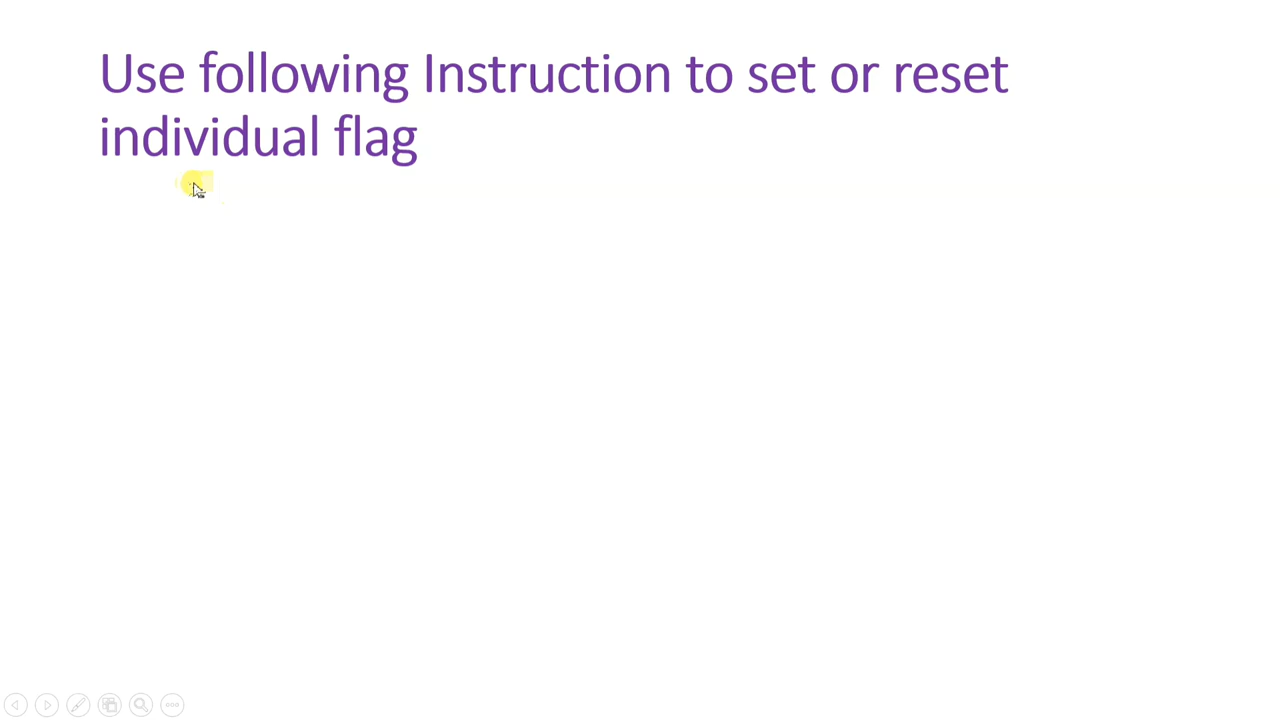 Use following Instruction to set or reset
individual flag